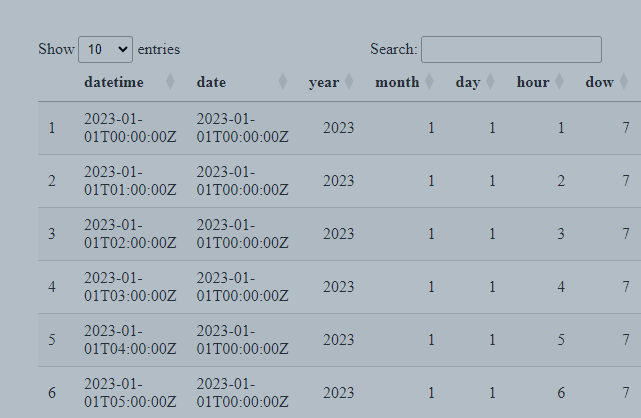 Show 10 entries Search:
datetime date year month day hour dow
1 2023-01-01T00:00:00Z 2023-01-01T00:00:00Z 2023 1 1 1 7
2 2023-01-01T01:00:00Z 2023-01-01T00:00:00Z 2023 1 1 2 7
3 2023-01-01T02:00:00Z 2023-01-01T00:00:00Z 2023 1 1 3 7
4 2023-01-01T03:00:00Z 2023-01-01T00:00:00Z 2023 1 1 4 7
5 2023-01-01T04:00:00Z 2023-01-01T00:00:00Z 2023 1 1 5 7
6 2023-01-01T05:00:00Z 2023-01-01T00:00:00Z 2023 1 1 6 7